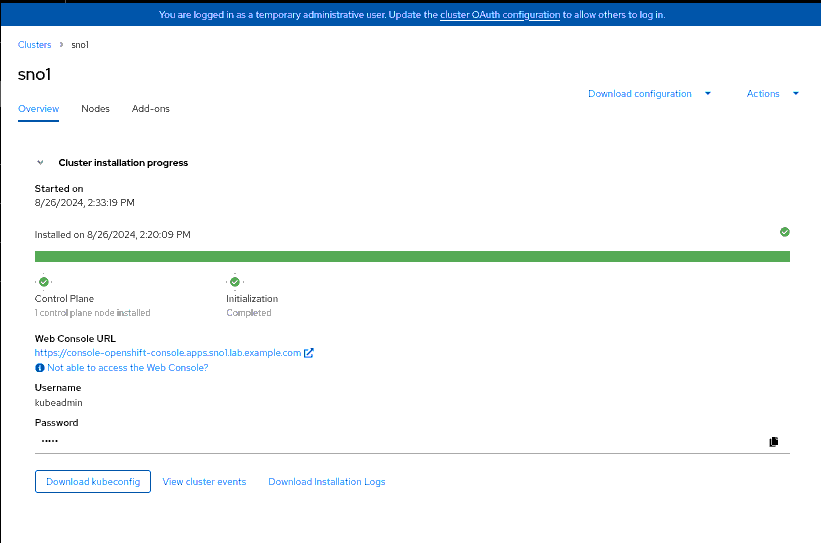 You are logged in as a temporary administrative user. Update the cluster OAuth configuration to allow others to log in.
Clusters > sno1
sno1
Download configuration
Actions
Overview
Nodes
Add-ons
Cluster installation progress
Started on
8/26/2024, 2:33:19 PM
Installed on 8/26/2024, 2:20:09 PM
Control Plane
1 control plane node installed
Initialization
Completed
Web Console URL
https://console-openshift-console.apps.sno1.lab.example.com
Not able to access the Web Console?
Username
kubeadmin
Password
•••••
Download kubeconfig
View cluster events
Download Installation Logs